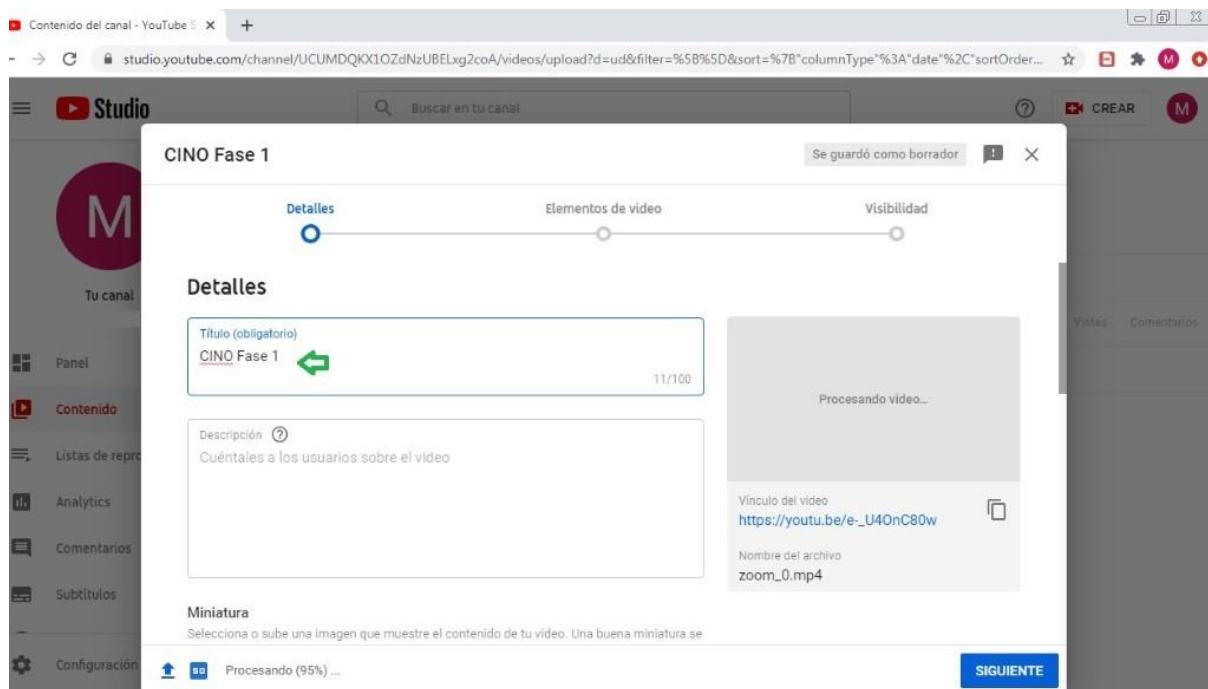 Contenido del canal - YouTube S
studio.youtube.com/channel/UCUMDQKX1OZdNzUBELxg2coA/videos/upload?d=ud&filter=%5B%5D&sort=%7B"columnType"%3A"date"%2C"sortOrder...
M
Studio
Buscar en tu canal
CREAR
M
CINO Fase 1
Se guardó como borrador
Detalles
Elementos de video
Visibilidad
M
Tu canal
Detalles
Título (obligatorio)
CINO Fase 1
11/100
Descripción
Cuéntales a los usuarios sobre el video
Procesando video...
Vínculo del video
https://youtu.be/e-_U4OnC80w
Nombre del archivo
zoom_0.mp4
Miniatura
Selecciona o sube una imagen que muestre el contenido de tu video. Una buena miniatura se
Vistas Comentarios
Panel
Contenido
Listas de repro
Analytics
Comentarios
Subtítulos
Configuración
SD
Procesando (95%) ...
SIGUIENTE